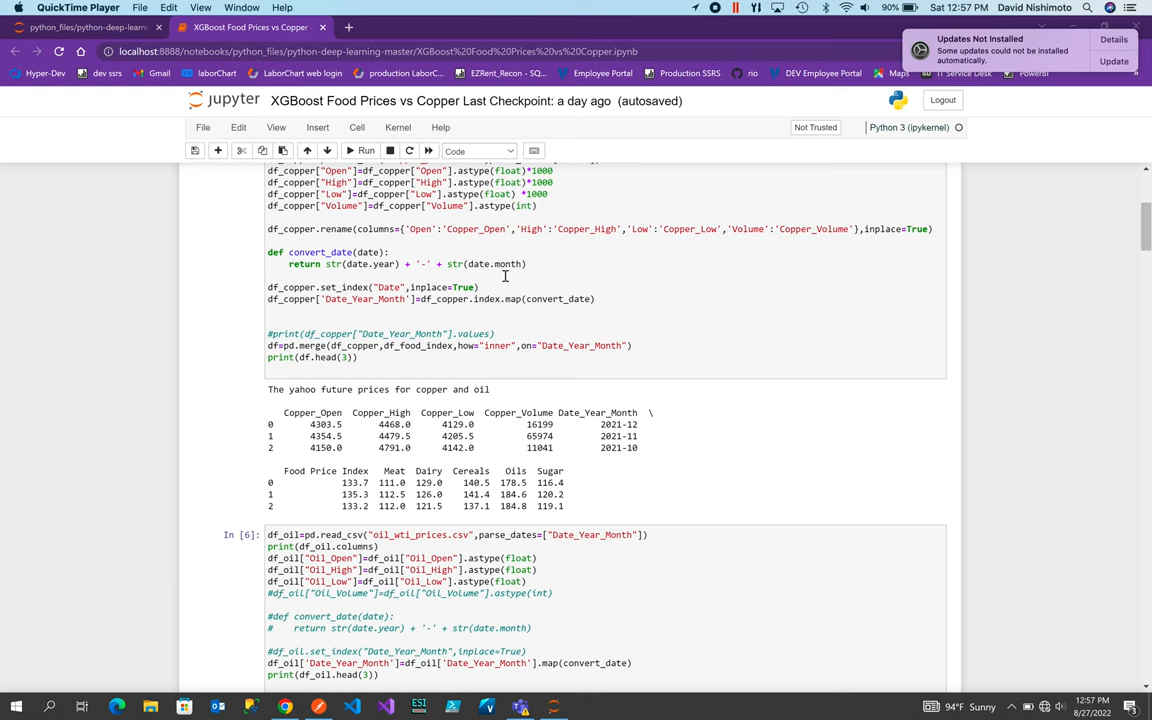 QuickTime Player File Edit View Window Help 90% Sat 12:57 PM David Nishimoto
python_files/python-deep-learni XGBoost Food Prices vs Copper
localhost:8888/notebooks/python_files/python-deep-learning-master/XGBoost%20Food%20Prices%20vs%20Copper.ipynb
Updates Not Installed
Some updates could not be installed automatically.
Details
Update
Hyper-Dev dev ssrs Gmail laborChart LaborChart web login production LaborC... EZRent_Recon - SQ... Employee Portal Production SSRS rio DEV Employee Portal Maps IT Service Desk PowerBI
jupyter XGBoost Food Prices vs Copper Last Checkpoint: a day ago (autosaved) Logout
File Edit View Insert Cell Kernel Help Not Trusted Python 3 (ipykernel)
Run Code
df_copper["Open"]=df_copper["Open"].astype(float)*1000
df_copper["High"]=df_copper["High"].astype(float)*1000
df_copper["Low"]=df_copper["Low"].astype(float) *1000
df_copper["Volume"]=df_copper["Volume"].astype(int)
df_copper.rename(columns={'Open':'Copper_Open','High':'Copper_High','Low':'Copper_Low','Volume':'Copper_Volume'},inplace=True)
def convert_date(date):
return str(date.year) + '-' + str(date.month)
df_copper.set_index("Date",inplace=True)
df_copper['Date_Year_Month']=df_copper.index.map(convert_date)
#print(df_copper["Date_Year_Month"].values)
df=pd.merge(df_copper,df_food_index,how="inner",on="Date_Year_Month")
print(df.head(3))
The yahoo future prices for copper and oil
Copper_Open Copper_High Copper_Low Copper_Volume Date_Year_Month \
0 4303.5 4468.0 4129.0 16199 2021-12
1 4354.5 4479.5 4205.5 65974 2021-11
2 4150.0 4791.0 4142.0 11041 2021-10
Food Price Index Meat Dairy Cereals Oils Sugar
0 133.7 111.0 129.0 140.5 178.5 116.4
1 135.3 112.5 126.0 141.4 184.6 120.2
2 133.2 112.0 121.5 137.1 184.8 119.1
In [6]: df_oil=pd.read_csv("oil_wti_prices.csv",parse_dates=["Date_Year_Month"])
print(df_oil.columns)
df_oil["Oil_Open"]=df_oil["Oil_Open"].astype(float)
df_oil["Oil_High"]=df_oil["Oil_High"].astype(float)
df_oil["Oil_Low"]=df_oil["Oil_Low"].astype(float)
#df_oil["Oil_Volume"]=df_oil["Oil_Volume"].astype(int)
#def convert_date(date):
# return str(date.year) + '-' + str(date.month)
#df_oil.set_index("Date_Year_Month",inplace=True)
df_oil['Date_Year_Month']=df_oil['Date_Year_Month'].map(convert_date)
print(df_oil.head(3))
94°F Sunny 12:57 PM
8/27/2022